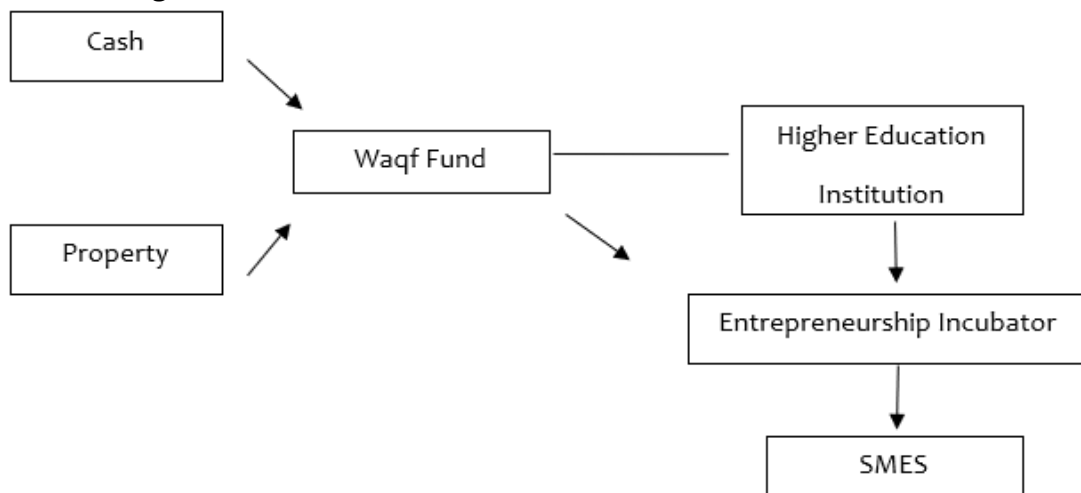 Cash
Waqf Fund
Property
Higher Education
Institution
Entrepreneurship Incubator
SMES